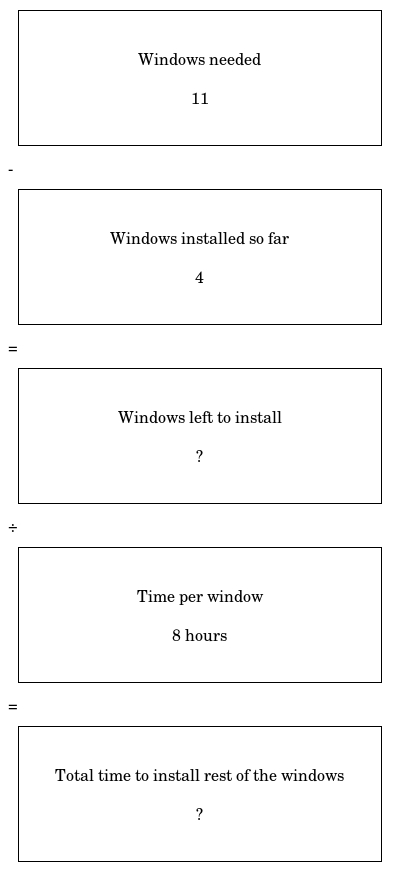 Windows needed
11
-
Windows installed so far
4
=
Windows left to install
?
÷
Time per window
8 hours
=
Total time to install rest of the windows
?